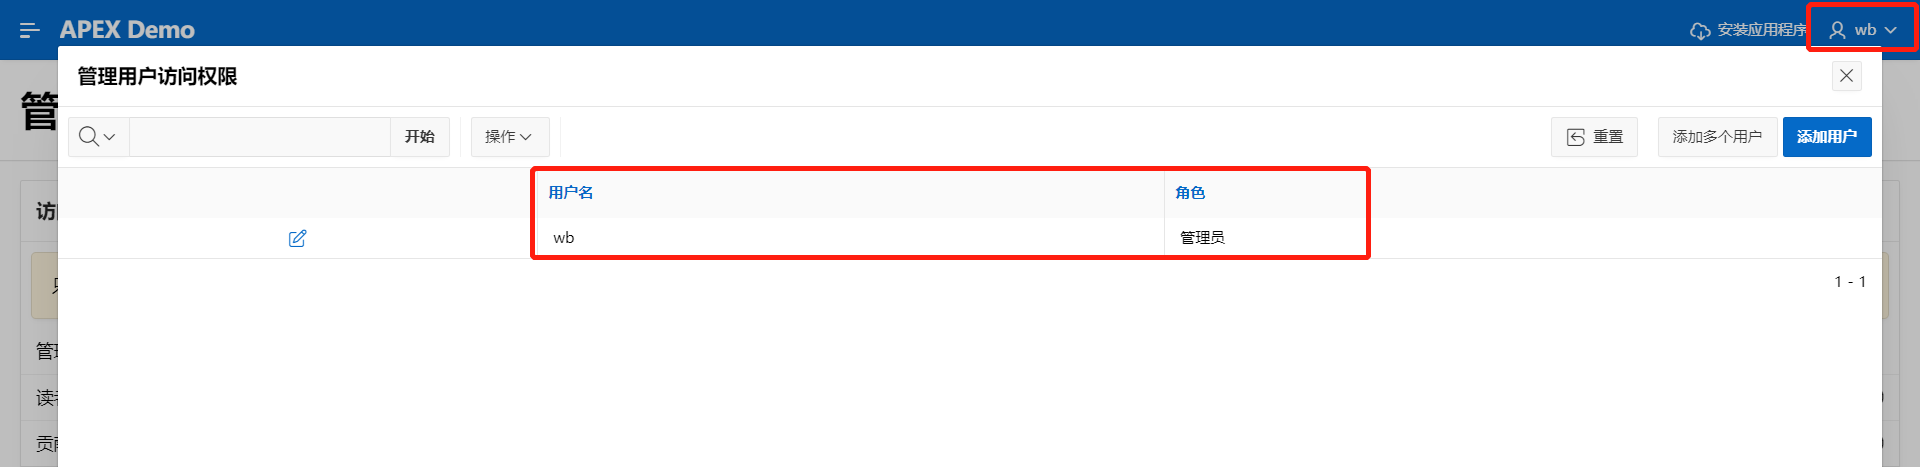 APEX Demo
安装应用程序
wb
管
管理用户访问权限
开始
操作
重置
添加多个用户
添加用户
访
用户名
角色
wb
管理员
1 - 1
管
读
贡